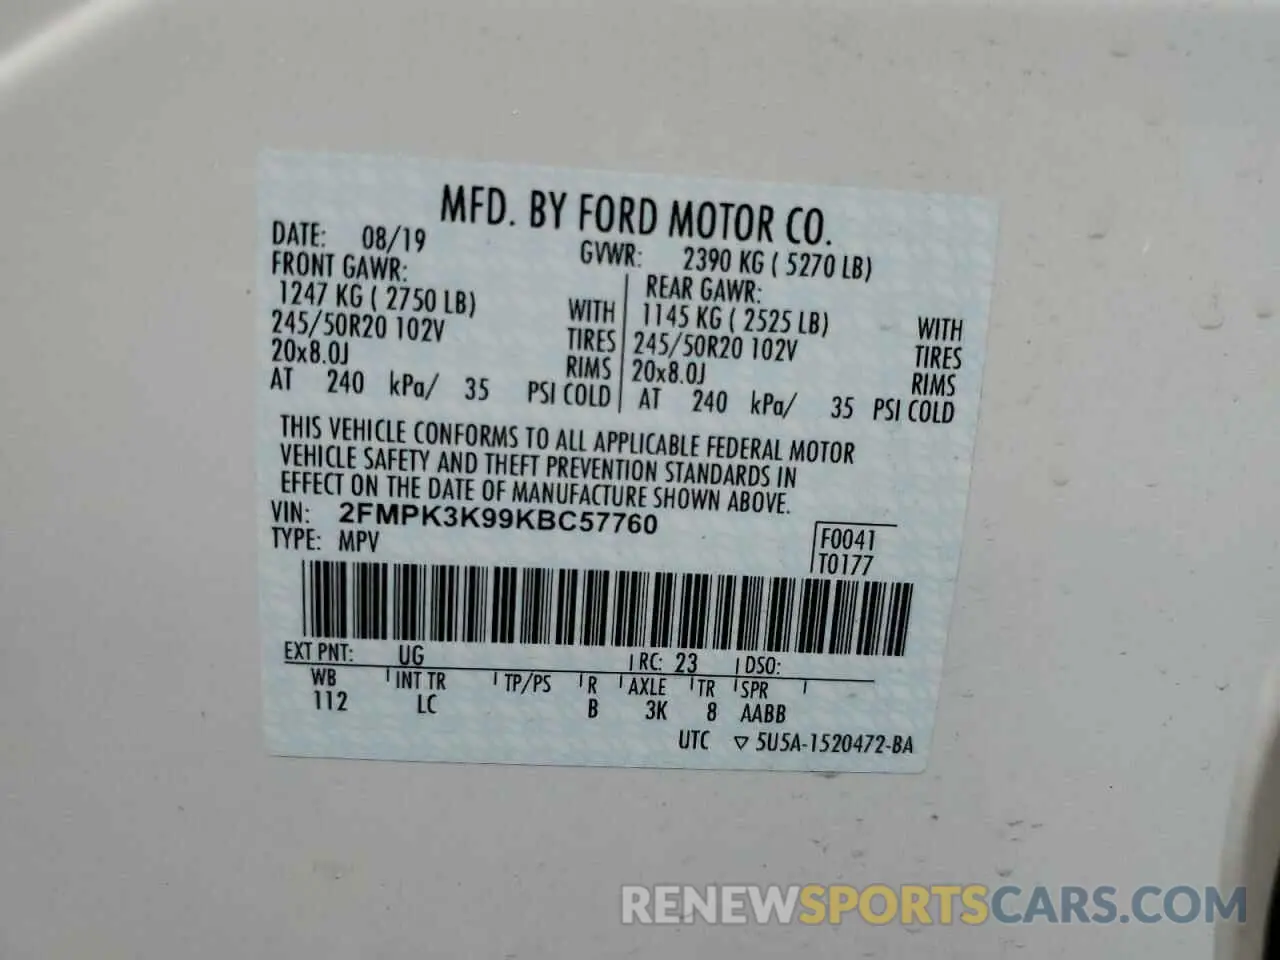 MFD. BY FORD MOTOR CO.
DATE: 08/19 GVWR: 2390 KG ( 5270 LB)
FRONT GAWR: REAR GAWR:
1247 KG ( 2750 LB) WITH 1145 KG ( 2525 LB) WITH
245/50R20 102V TIRES 245/50R20 102V TIRES
20x8.0J RIMS 20x8.0J RIMS
AT 240 kPa/ 35 PSI COLD AT 240 kPa/ 35 PSI COLD
THIS VEHICLE CONFORMS TO ALL APPLICABLE FEDERAL MOTOR
VEHICLE SAFETY AND THEFT PREVENTION STANDARDS IN
EFFECT ON THE DATE OF MANUFACTURE SHOWN ABOVE.
VIN: 2FMPK3K99KBC57760
TYPE: MPV
F0041
T0177
EXT PNT: UG RC: 23 DSO:
WB INT TR TP/PS R AXLE TR SPR
112 LC B 3K 8 AABB
UTC ▽ 5U5A-1520472-BA
RENEWSPORTSCARS.COM